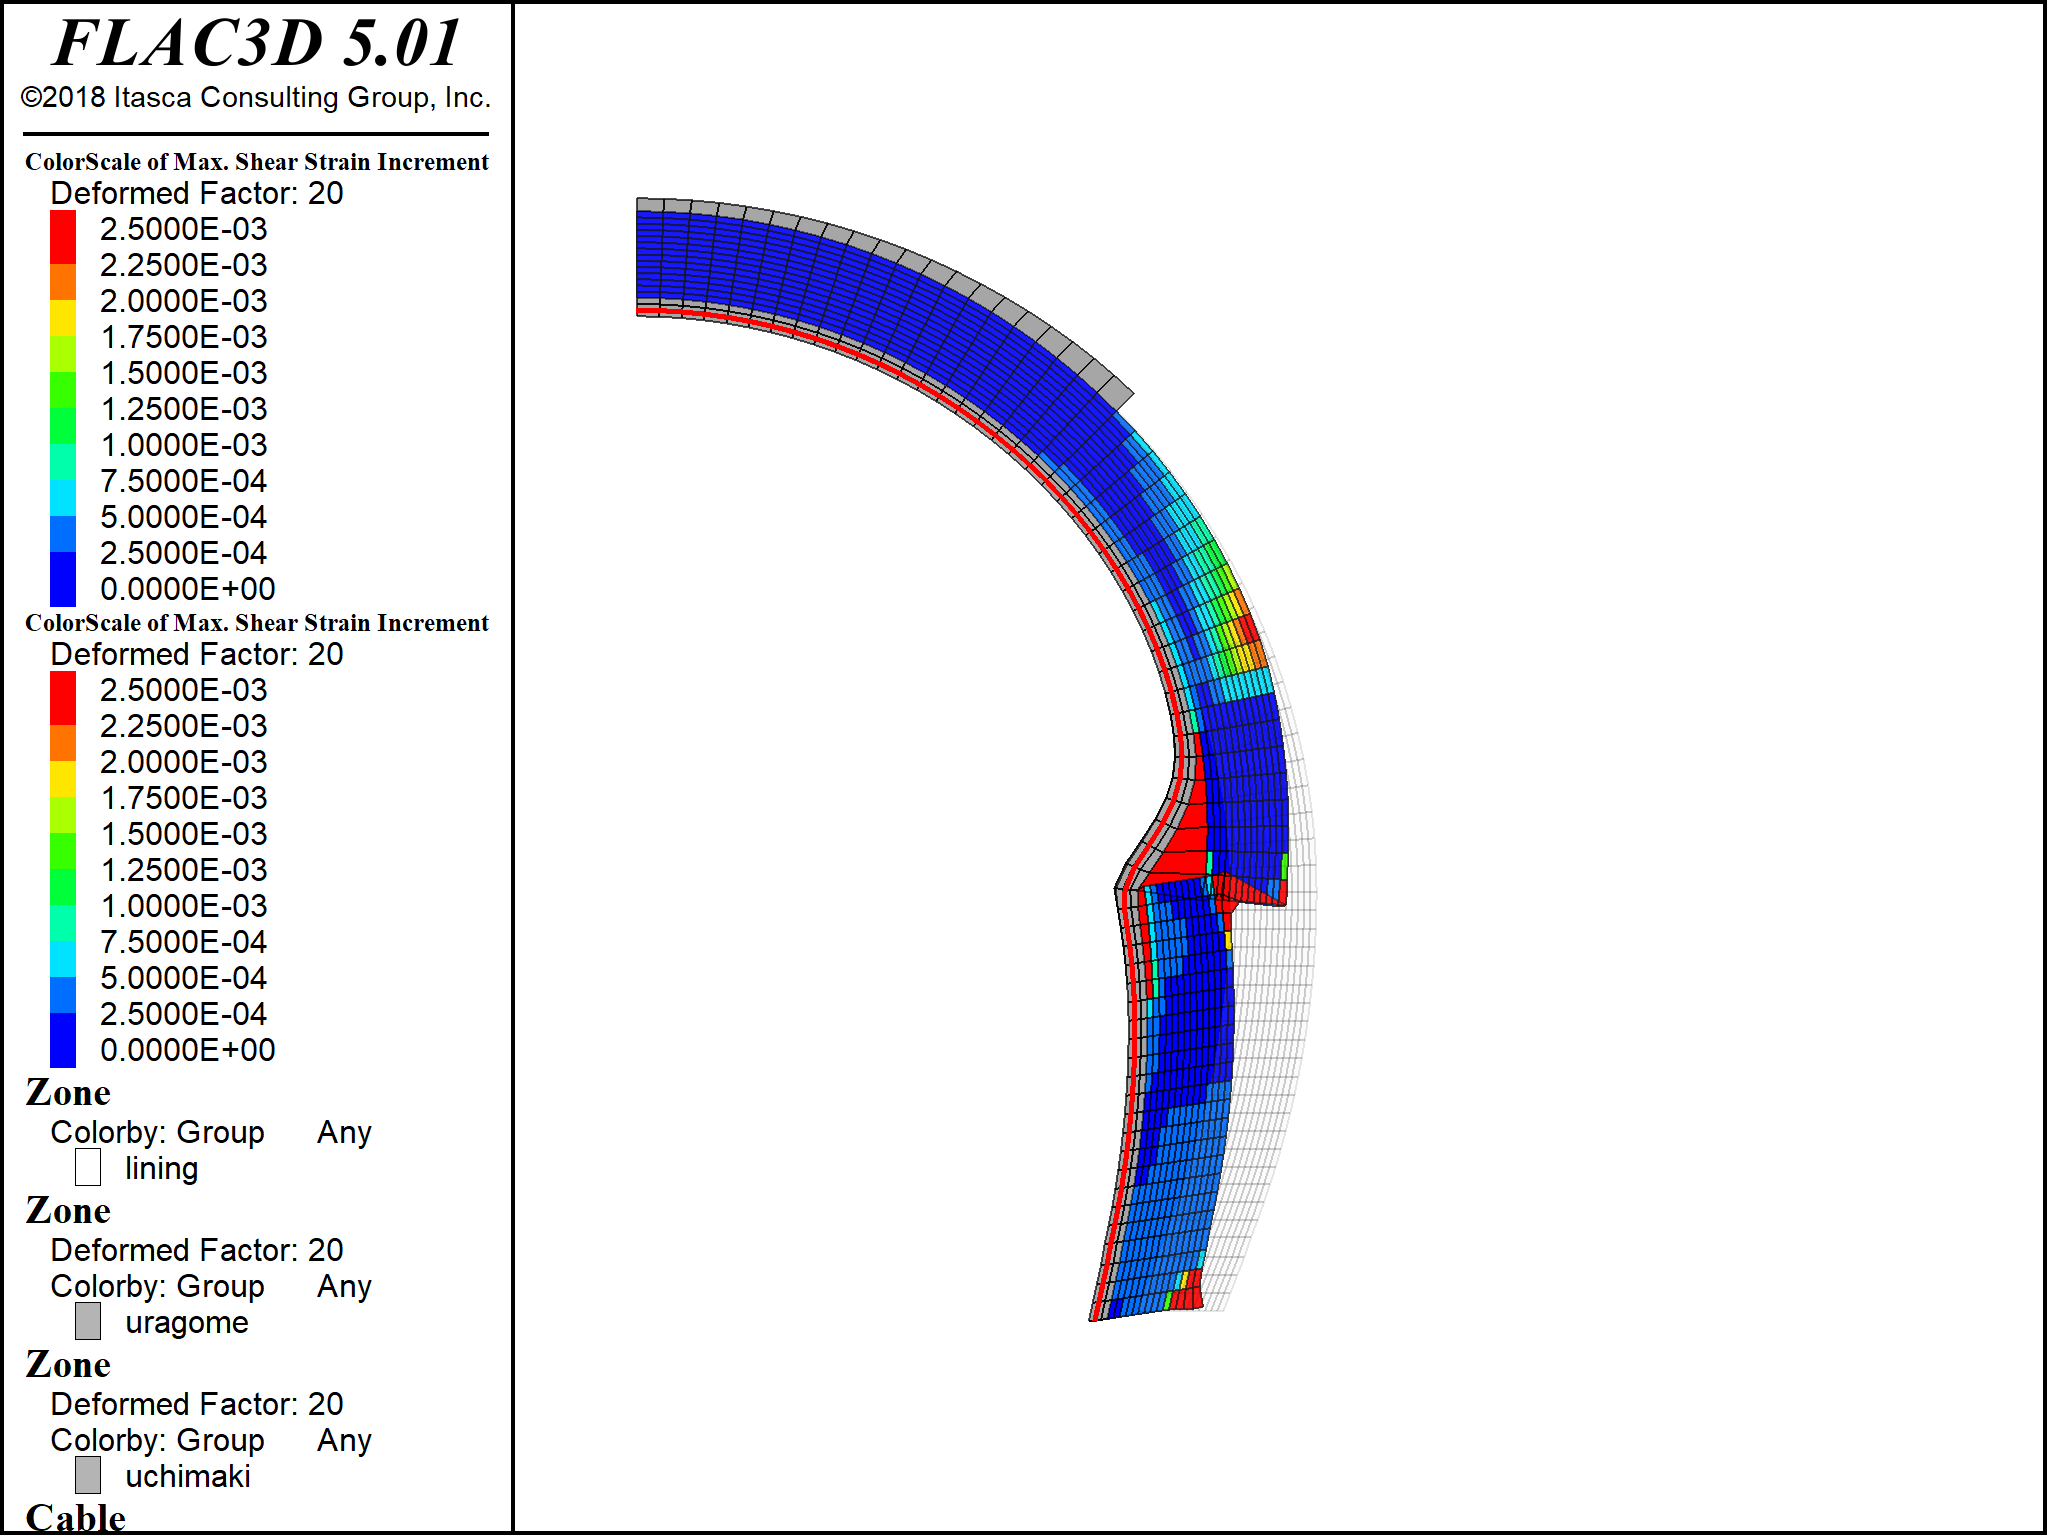 FLAC3D 5.01
©2018 Itasca Consulting Group, Inc.
ColorScale of Max. Shear Strain Increment
Deformed Factor: 20
2.5000E-03
2.2500E-03
2.0000E-03
1.7500E-03
1.5000E-03
1.2500E-03
1.0000E-03
7.5000E-04
5.0000E-04
2.5000E-04
0.0000E+00
ColorScale of Max. Shear Strain Increment
Deformed Factor: 20
2.5000E-03
2.2500E-03
2.0000E-03
1.7500E-03
1.5000E-03
1.2500E-03
1.0000E-03
7.5000E-04
5.0000E-04
2.5000E-04
0.0000E+00
Zone
Colorby: Group Any
lining
Zone
Deformed Factor: 20
Colorby: Group Any
uragome
Zone
Deformed Factor: 20
Colorby: Group Any
uchimaki
Cable